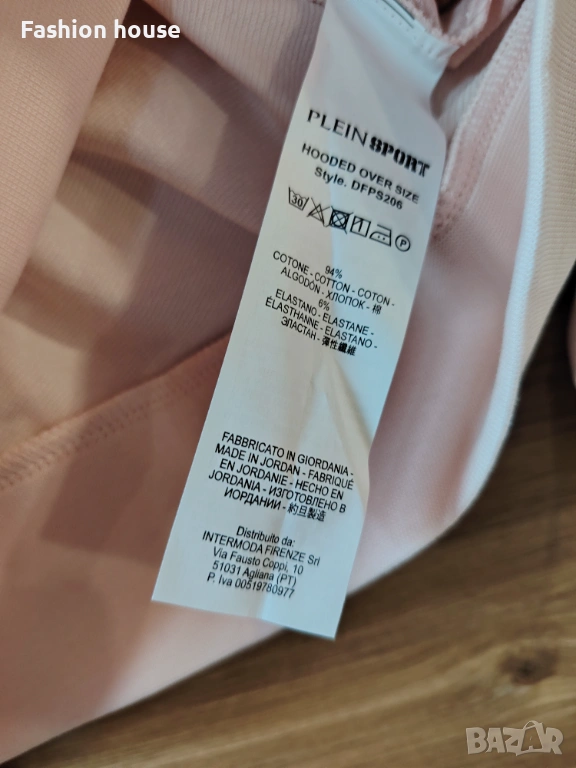 Fashion house
PLEIN SPORT
HOODED OVER SIZE
Style. DFPS206
30 P
94%
COTONE - COTTON - COTON -
ALGODÓN - ХЛОПОК - 棉
6%
ELASTANO - ELASTANE -
ÉLASTHANNE - ELASTANO -
ЭЛАСТАН - 彈性纖維
FABBRICATO IN GIORDANIA -
MADE IN JORDAN - FABRIQUÉ
EN JORDANIE - HECHO EN
JORDANIA - ИЗГОТОВЛЕНО В
ИОРДАНИИ - 約旦製造
Distribuito da:
INTERMODA FIRENZE Srl
Via Fausto Coppi, 10
51031 Agliana (PT)
P. Iva 00519780977
BAZAR